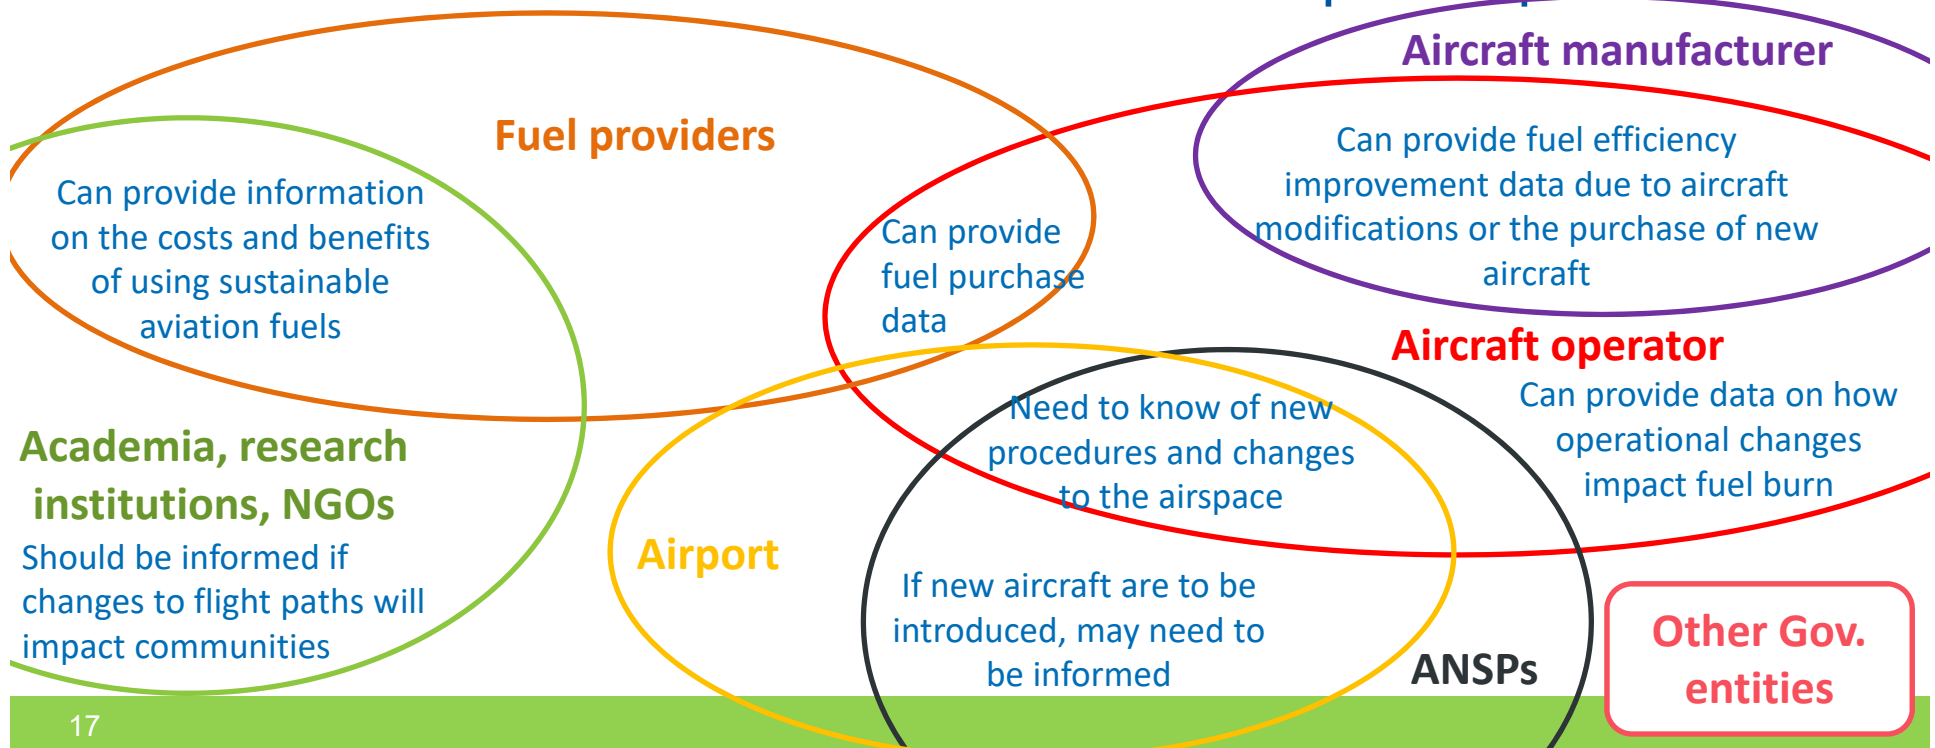 Aircraft manufacturer
Fuel providers
Can provide fuel efficiency
improvement data due to aircraft
modifications or the purchase of new
aircraft
Can provide information
on the costs and benefits
of using sustainable
aviation fuels
Can provide
fuel purchase
data
Aircraft operator
Can provide data on how
operational changes
impact fuel burn
Need to know of new
procedures and changes
to the airspace
Academia, research
institutions, NGOs
Should be informed if
changes to flight paths will
impact communities
Airport
If new aircraft are to be
introduced, may need to
be informed
ANSPs
Other Gov.
entities
17